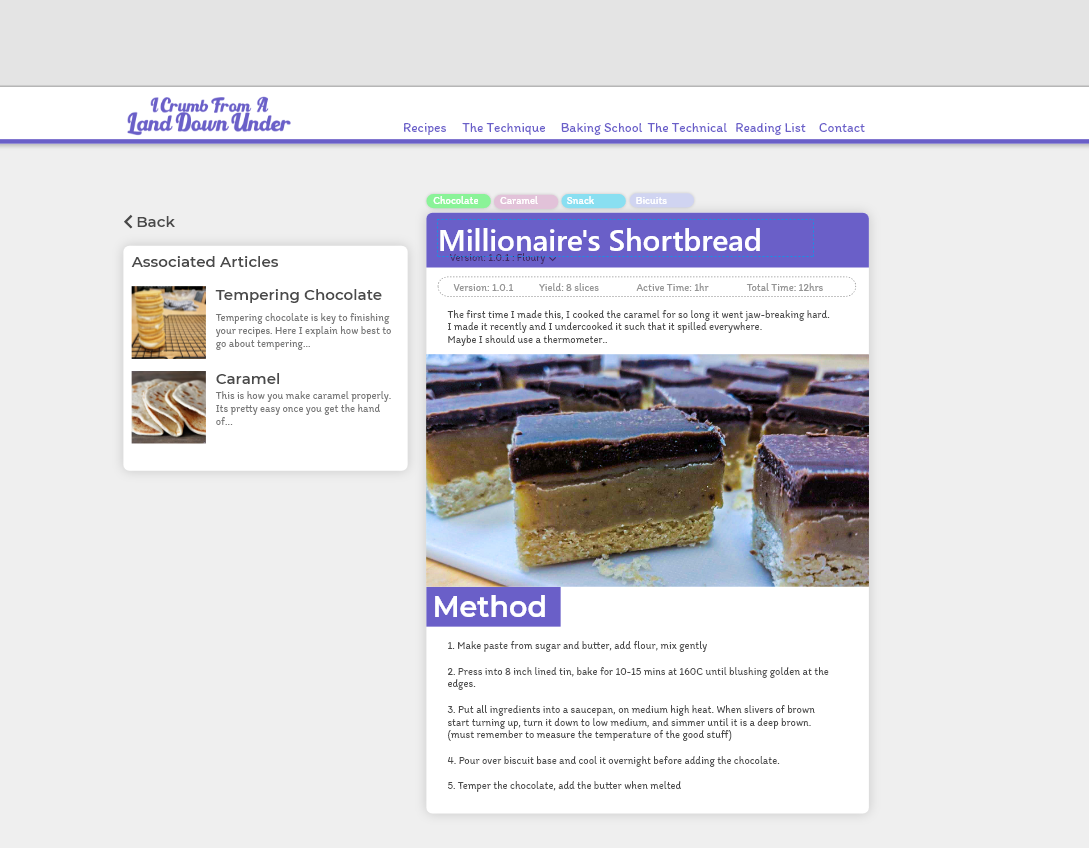 I Crumb From A
Land Down Under
Recipes The Technique Baking School The Technical Reading List Contact
Back
Associated Articles
Tempering Chocolate
Tempering chocolate is key to finishing
your recipes. Here I explain how best to
go about tempering...
Caramel
This is how you make caramel properly.
Its pretty easy once you get the hand
of...
Chocolate Caramel Snack Bicuits
Millionaire's Shortbread
Version: 1.0.1 : Floury
Version: 1.0.1 Yield: 8 slices Active Time: 1hr Total Time: 12hrs
The first time I made this, I cooked the caramel for so long it went jaw-breaking hard.
I made it recently and I undercooked it such that it spilled everywhere.
Maybe I should use a thermometer..
Method
1. Make paste from sugar and butter, add flour, mix gently
2. Press into 8 inch lined tin, bake for 10-15 mins at 160C until blushing golden at the
edges.
3. Put all ingredients into a saucepan, on medium high heat. When slivers of brown
start turning up, turn it down to low medium, and simmer until it is a deep brown.
(must remember to measure the temperature of the good stuff)
4. Pour over biscuit base and cool it overnight before adding the chocolate.
5. Temper the chocolate, add the butter when melted